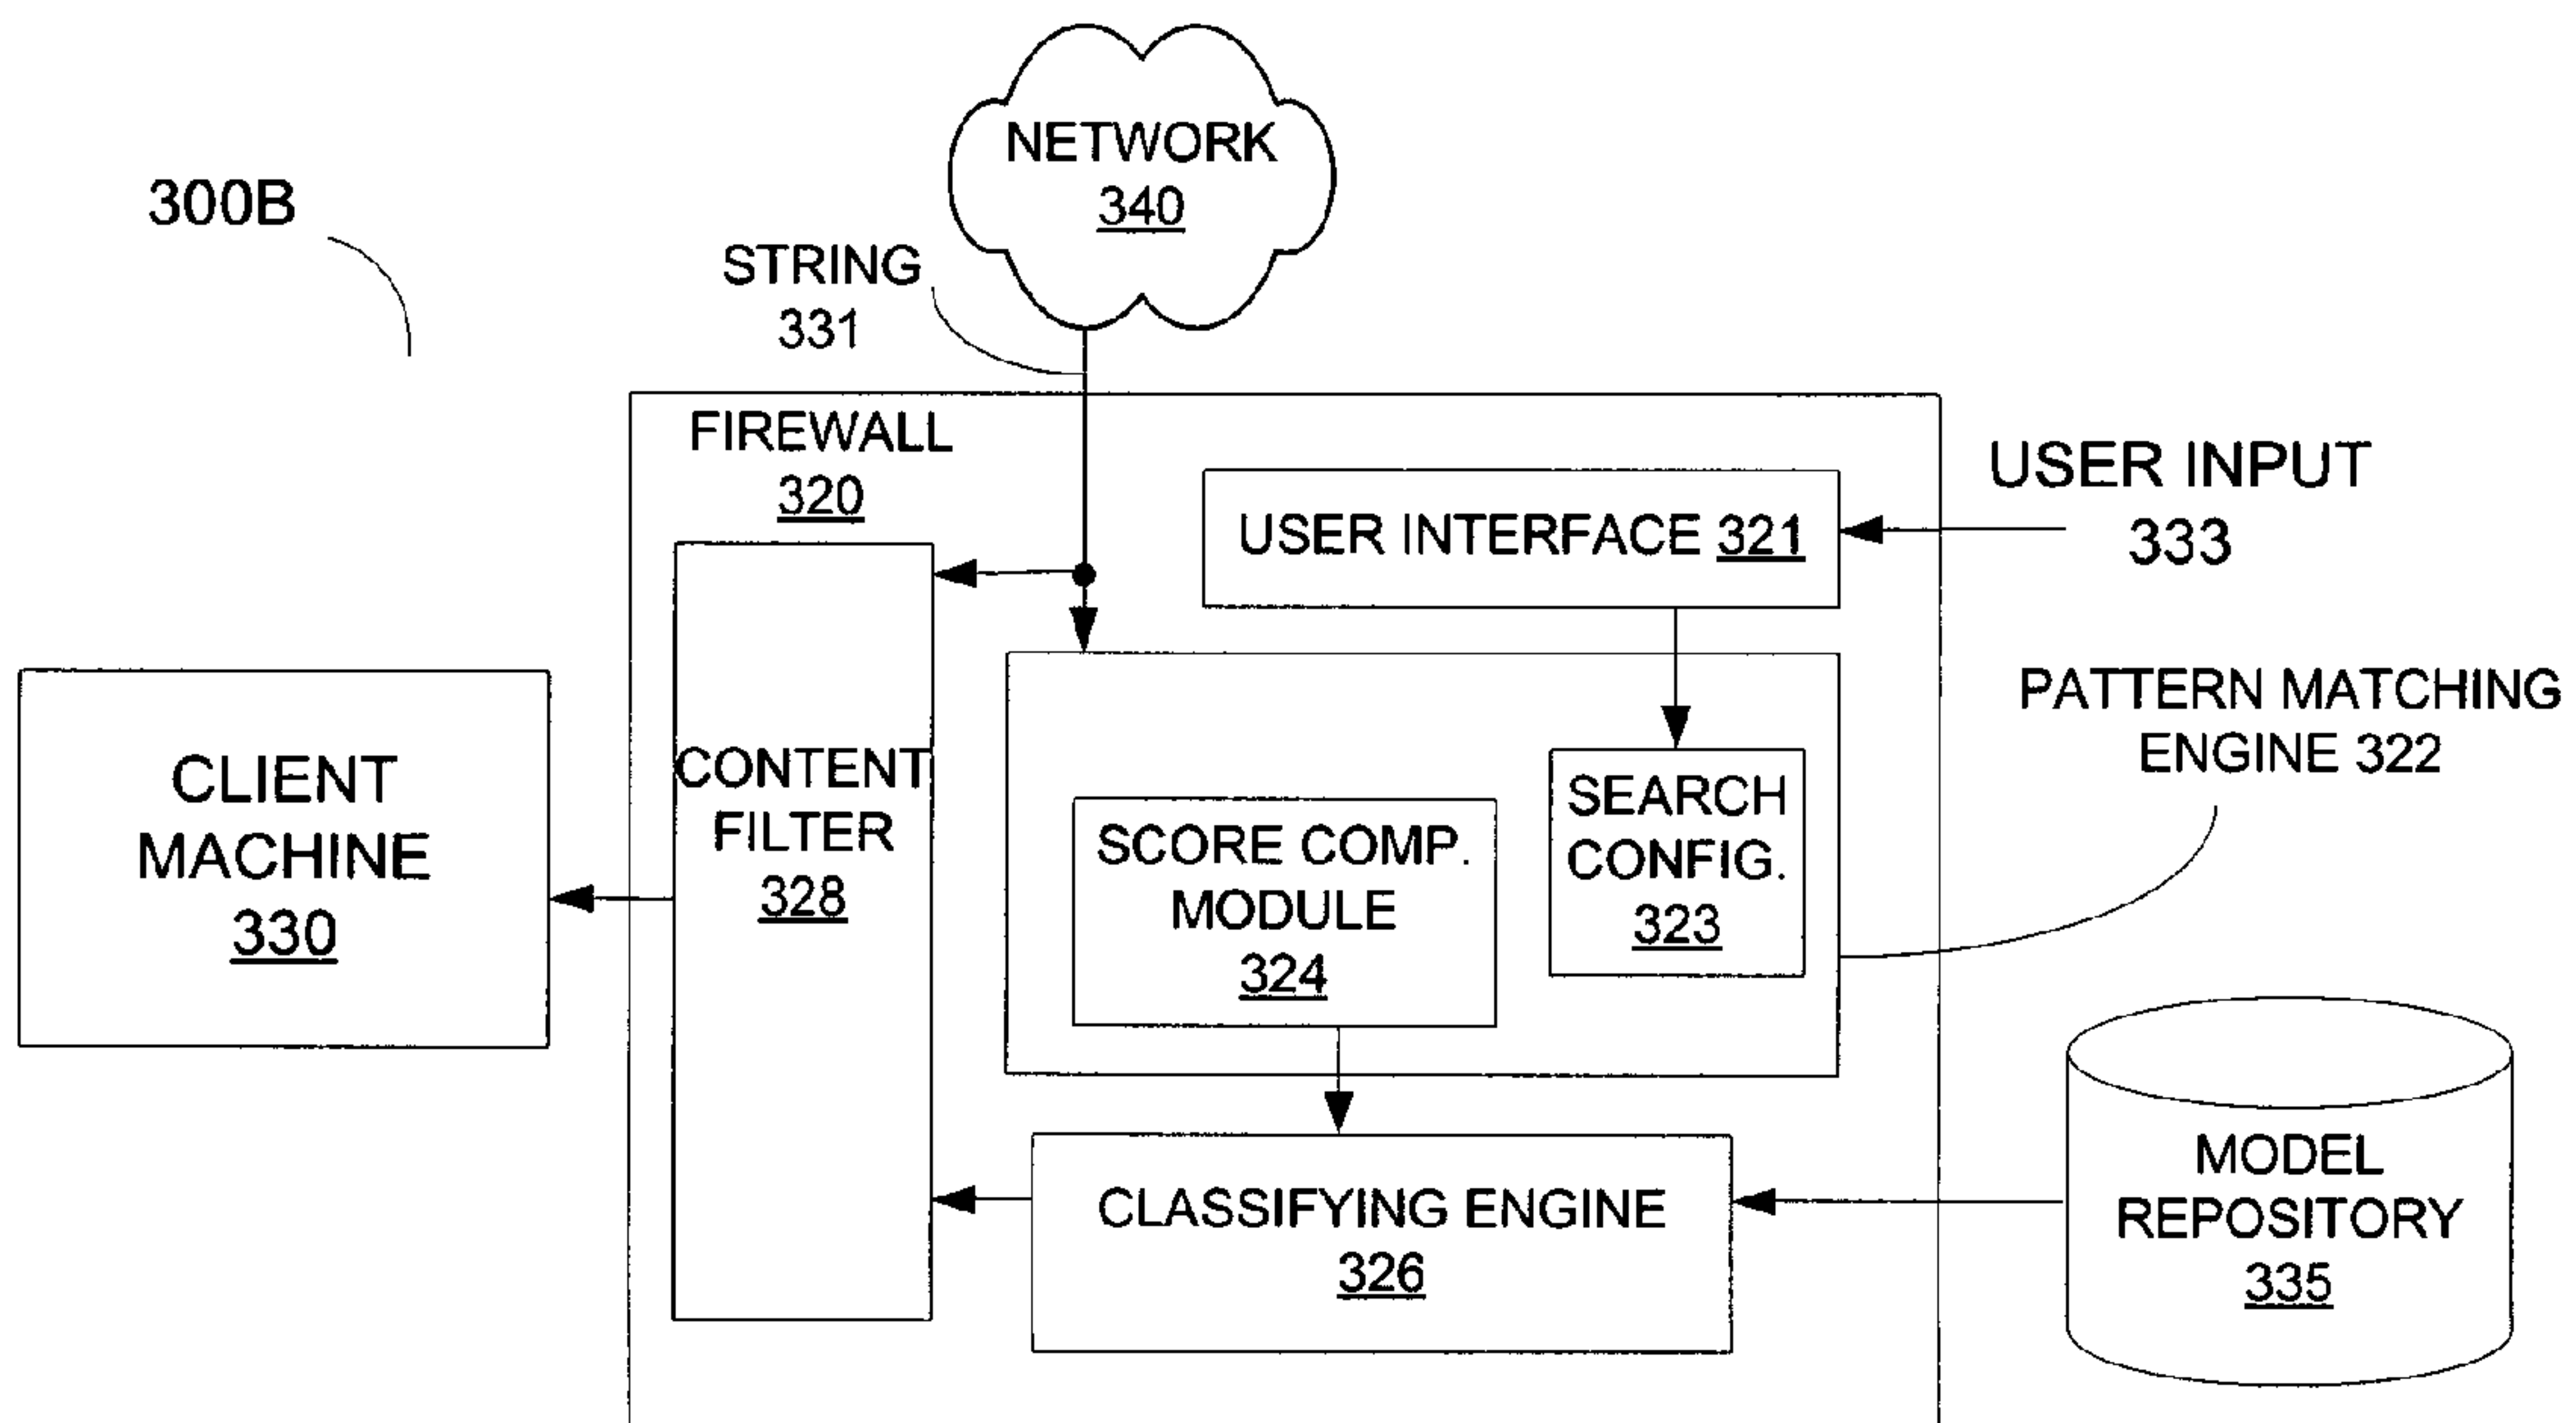 NETWORK
340
300B
STRING
331
FIREWALL
320
USER INTERFACE 321
USER INPUT
333
CLIENT
MACHINE
330
CONTENT
FILTER
328
SCORE COMP.
MODULE
324
SEARCH
CONFIG.
323
PATTERN MATCHING
ENGINE 322
CLASSIFYING ENGINE
326
MODEL
REPOSITORY
335